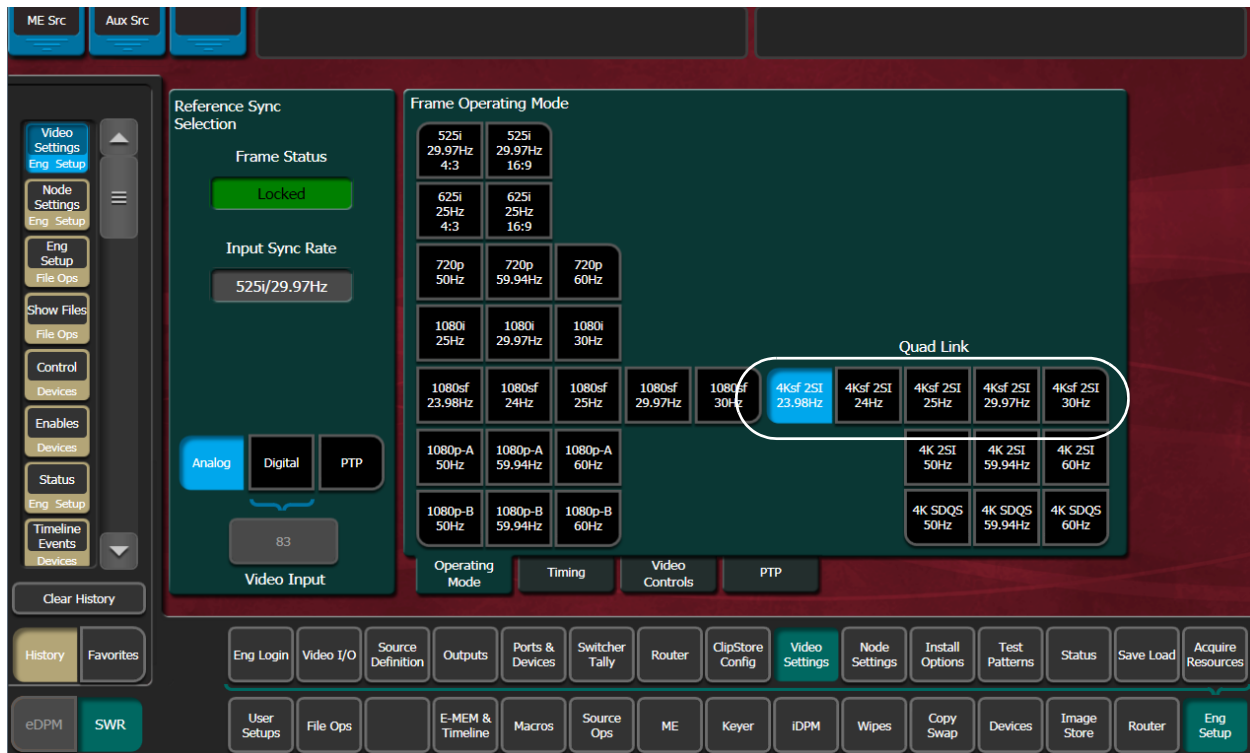 ME Src
Aux Src
Video
Settings
Eng Setup
Node
Settings
Eng Setup
Eng
Setup
File Ops
Show Files
File Ops
Control
Devices
Enables
Devices
Status
Eng Setup
Timeline
Events
Devices
Clear History
History
Favorites
eDPM
SWR
Reference Sync
Selection
Frame Status
Locked
Input Sync Rate
525i/29.97Hz
Analog
Digital
PTP
83
Video Input
Frame Operating Mode
525i
29.97Hz
4:3
525i
29.97Hz
16:9
625i
25Hz
4:3
625i
25Hz
16:9
720p
50Hz
720p
59.94Hz
720p
60Hz
1080i
25Hz
1080i
29.97Hz
1080i
30Hz
Quad Link
1080sf
23.98Hz
1080sf
24Hz
1080sf
25Hz
1080sf
29.97Hz
1080sf
30Hz
4Ksf 2SI
23.98Hz
4Ksf 2SI
24Hz
4Ksf 2SI
25Hz
4Ksf 2SI
29.97Hz
4Ksf 2SI
30Hz
1080p-A
50Hz
1080p-A
59.94Hz
1080p-A
60Hz
4K 2SI
50Hz
4K 2SI
59.94Hz
4K 2SI
60Hz
1080p-B
50Hz
1080p-B
59.94Hz
1080p-B
60Hz
4K SDQS
50Hz
4K SDQS
59.94Hz
4K SDQS
60Hz
Operating
Mode
Timing
Video
Controls
PTP
Eng Login
Video I/O
Source
Definition
Outputs
Ports &
Devices
Switcher
Tally
Router
ClipStore
Config
Video
Settings
Node
Settings
Install
Options
Test
Patterns
Status
Save Load
Acquire
Resources
User
Setups
File Ops
E-MEM &
Timeline
Macros
Source
Ops
ME
Keyer
iDPM
Wipes
Copy
Swap
Devices
Image
Store
Router
Eng
Setup